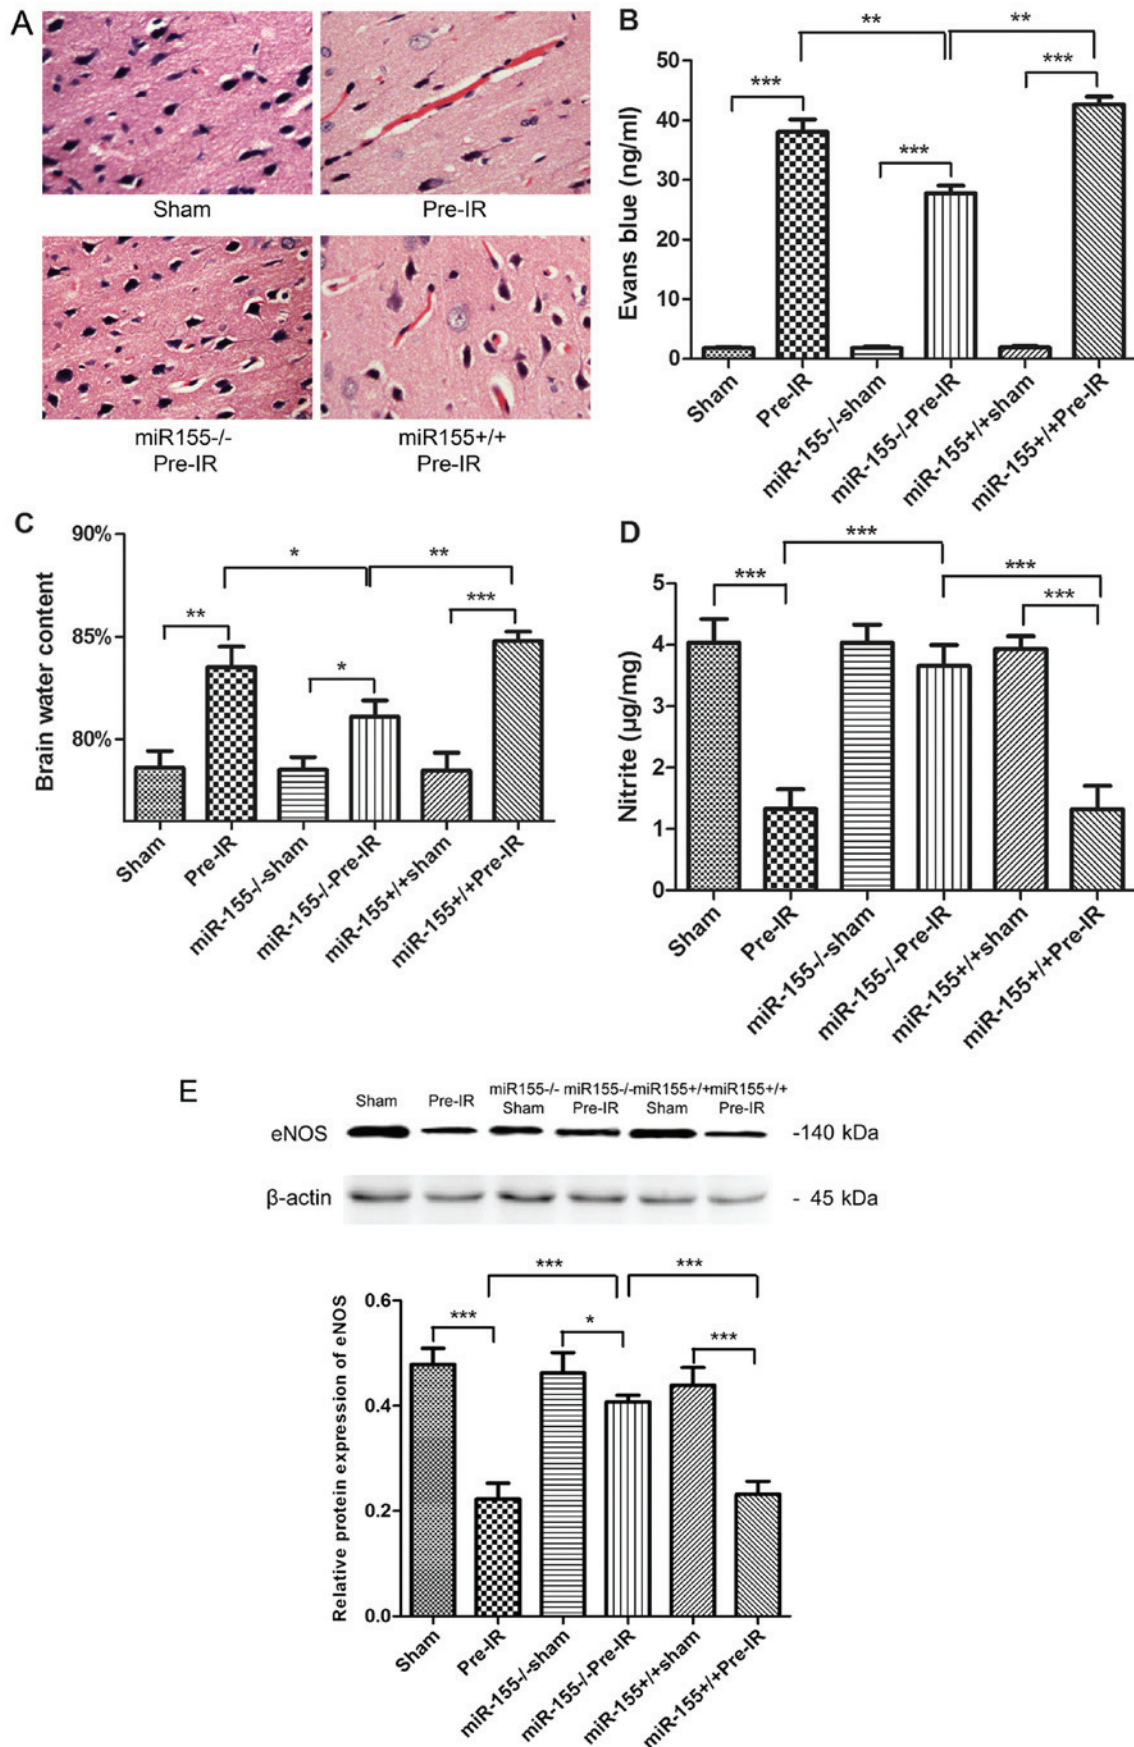 A
Sham
Pre-IR
miR155-/-
Pre-IR
miR155+/+
Pre-IR
B
**
**
***
***
***
50
40
30
20
10
0
Evans blue (ng/ml)
Sham
Pre-IR
miR-155-/-sham
miR-155-/-Pre-IR
miR-155+/+sham
miR-155+/+Pre-IR
C
90%
85%
80%
Brain water content
*
**
**
*
***
Sham
Pre-IR
miR-155-/-sham
miR-155-/-Pre-IR
miR-155+/+sham
miR-155+/+Pre-IR
D
***
***
***
***
5
4
3
2
1
0
Nitrite (μg/mg)
Sham
Pre-IR
miR-155-/-sham
miR-155-/-Pre-IR
miR-155+/+sham
miR-155+/+Pre-IR
E
Sham
Pre-IR
miR155-/-
Sham
miR155-/-
Pre-IR
miR155+/+
Sham
miR155+/+
Pre-IR
eNOS
-140 kDa
β-actin
- 45 kDa
***
***
***
*
***
0.6
0.4
0.2
0.0
Relative protein expression of eNOS
Sham
Pre-IR
miR-155-/-sham
miR-155-/-Pre-IR
miR-155+/+sham
miR-155+/+Pre-IR